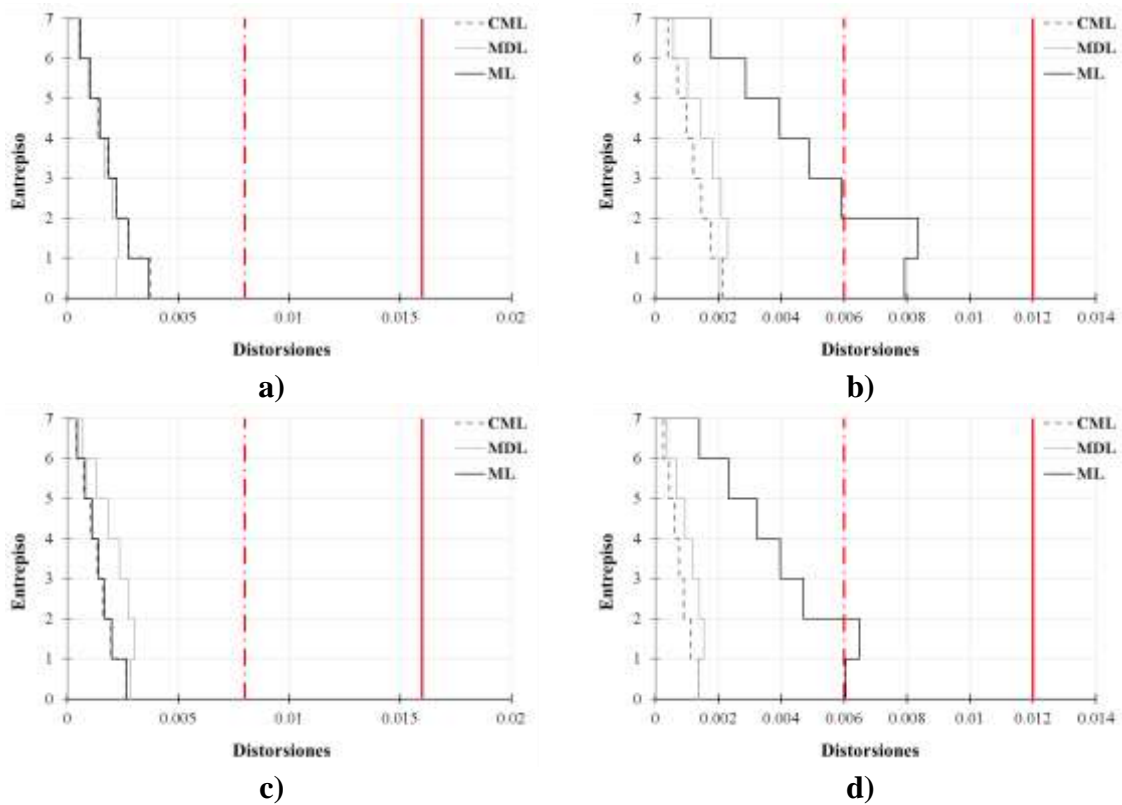 7
6
5
4
3
2
1
0
Entrepiso
0 0.005 0.01 0.015 0.02
Distorsiones
CML
MDL
ML
a)
7
6
5
4
3
2
1
0
Entrepiso
0 0.002 0.004 0.006 0.008 0.01 0.012 0.014
Distorsiones
CML
MDL
ML
b)
7
6
5
4
3
2
1
0
Entrepiso
0 0.005 0.01 0.015 0.02
Distorsiones
CML
MDL
ML
c)
7
6
5
4
3
2
1
0
Entrepiso
0 0.002 0.004 0.006 0.008 0.01 0.012 0.014
Distorsiones
CML
MDL
ML
d)